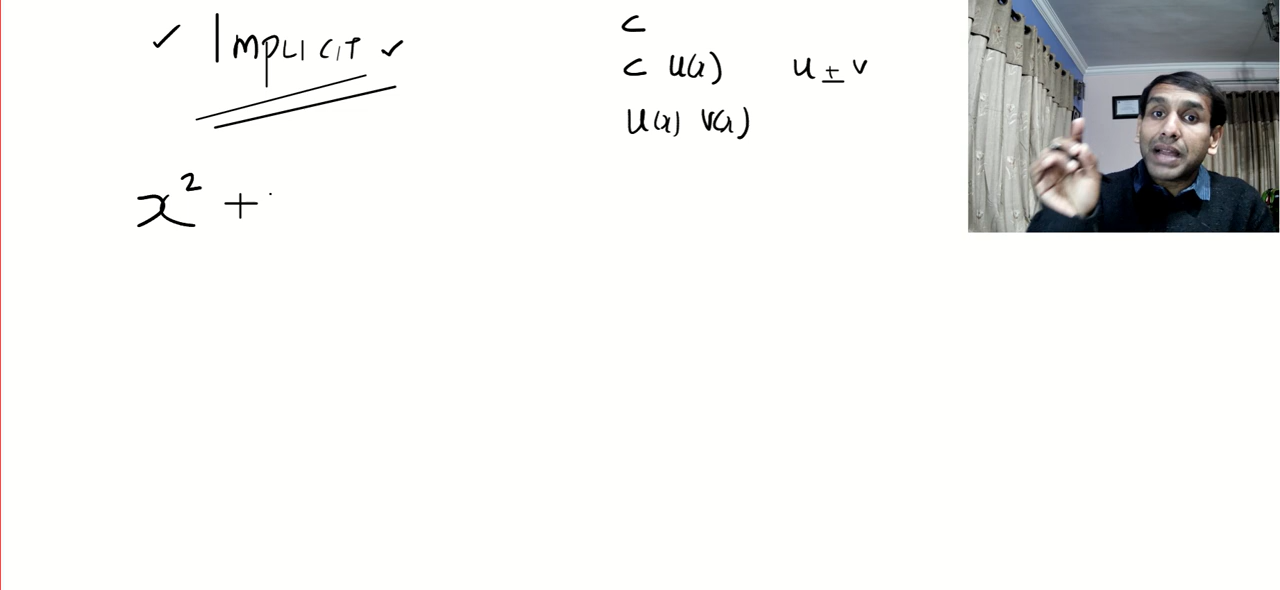 ✓ IMPLICIT ✓
C
C U(x) U ± V
U(x) V(x)
x² +